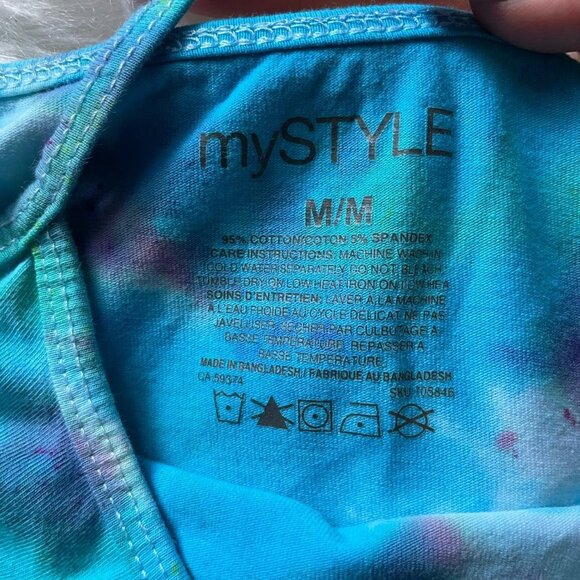 mySTYLE
M/M
95% COTTON/COTON 5% SPANDEX
CARE INSTRUCTIONS: MACHINE WASH IN
COLD WATER SEPARATELY. DO NOT BLEACH.
TUMBLE DRY ON LOW HEAT. IRON ON LOW HEA
SOINS D'ENTRETIEN: LAVER A LA MACHINE
A L'EAU FROIDE AU CYCLE DELICAT. NE PAS
JAVELLISER. SECHER PAR CULBUTAGE A
BASSE TEMPERATURE. REPASSER A
BASSE TEMPERATURE.
MADE IN BANGLADESH / FABRIQUE AU BANGLADESH
CA 59374
SKU 105846